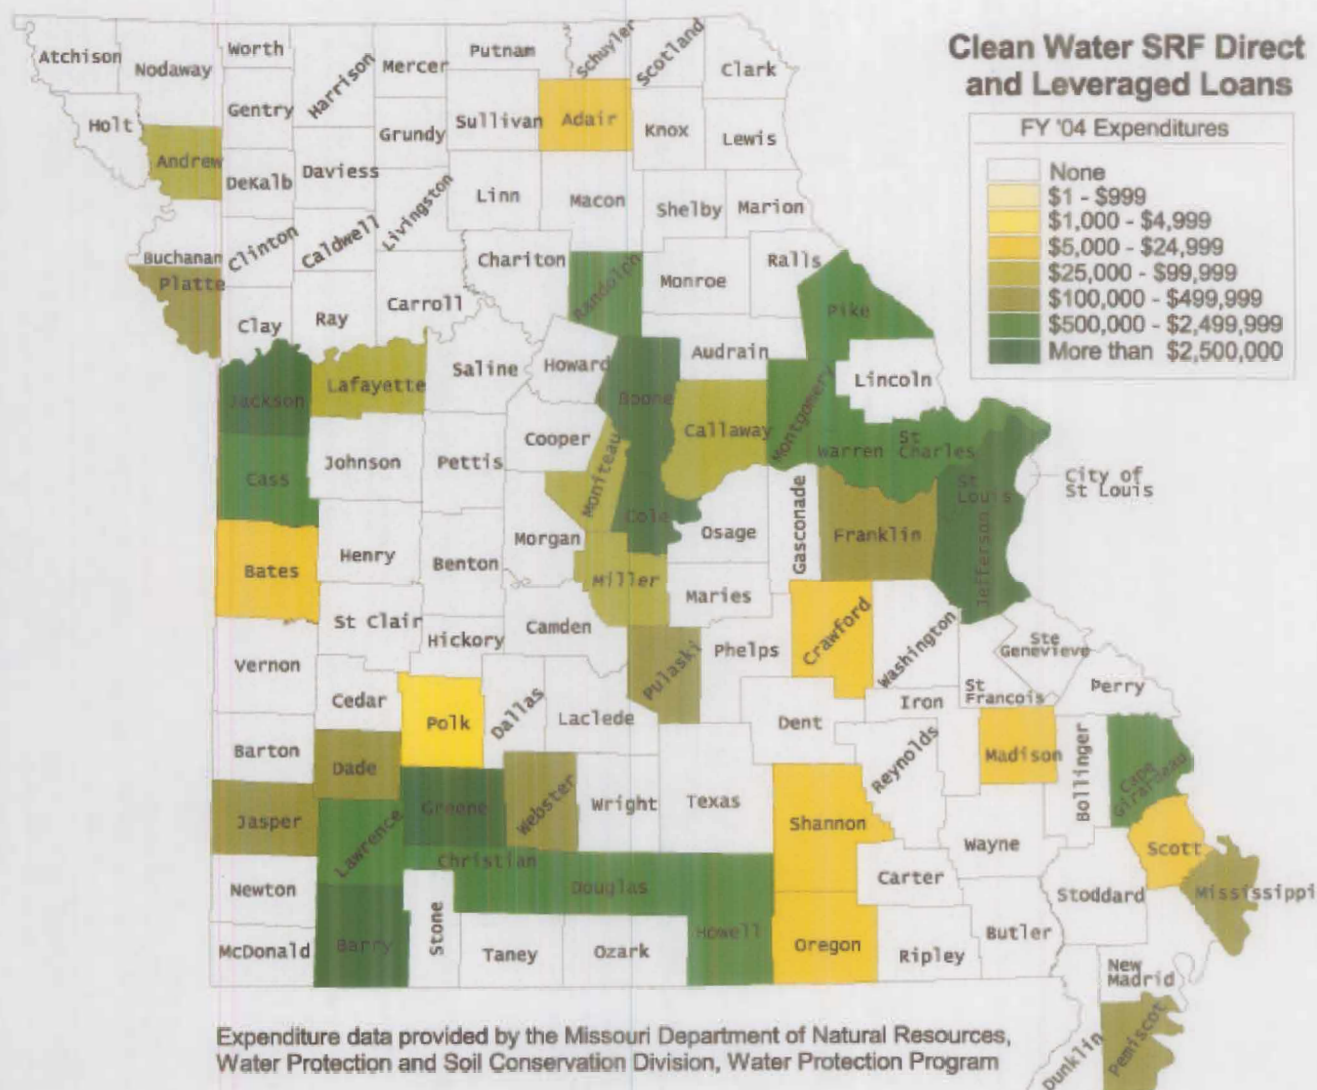 Clean Water SRF Direct
and Leveraged Loans
FY '04 Expenditures
None
$1 - $999
$1,000 - $4,999
$5,000 - $24,999
$25,000 - $99,999
$100,000 - $499,999
$500,000 - $2,499,999
More than $2,500,000
Atchison
Nodaway
Worth
Harrison
Mercer
Putnam
Schuyler
Scotland
Clark
Holt
Gentry
Grundy
Sullivan
Adair
Knox
Lewis
Andrew
DeKalb
Daviess
Livingston
Linn
Macon
Shelby
Marion
Buchanan
Clinton
Caldwell
Chariton
Randolph
Monroe
Ralls
Platte
Clay
Ray
Carroll
Pike
Jackson
Lafayette
Saline
Howard
Boone
Audrain
Lincoln
Cass
Johnson
Pettis
Cooper
Moniteau
Callaway
Montgomery
Warren
St
Charles
St
Louis
City of
St Louis
Bates
Henry
Benton
Morgan
Cole
Osage
Gasconade
Franklin
Jefferson
Miller
Maries
St Clair
Hickory
Camden
Pulaski
Phelps
Crawford
Washington
Ste
Genevieve
Vernon
Cedar
Polk
Dallas
Laclede
Dent
Iron
St
Francois
Perry
Barton
Dade
Reynolds
Madison
Bollinger
Cape
Girardeau
Jasper
Lawrence
Greene
Webster
Wright
Texas
Shannon
Wayne
Scott
Christian
Newton
Douglas
Carter
Stoddard
Mississippi
McDonald
Barry
Stone
Taney
Ozark
Howell
Oregon
Ripley
Butler
New
Madrid
Dunklin
Pemiscot
Expenditure data provided by the Missouri Department of Natural Resources,
Water Protection and Soil Conservation Division, Water Protection Program